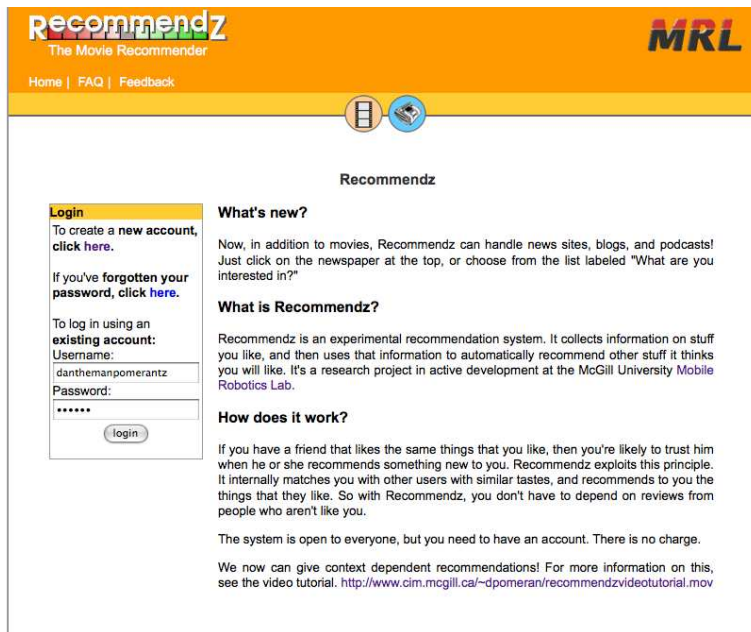 RecommendZ
The Movie Recommender
MRL
Home | FAQ | Feedback
Recommendz
Login
To create a new account,
click here.
If you've forgotten your
password, click here.
To log in using an
existing account:
Username:
danthemanpomerantz
Password:
••••••
login
What's new?
Now, in addition to movies, Recommendz can handle news sites, blogs, and podcasts!
Just click on the newspaper at the top, or choose from the list labeled "What are you
interested in?"
What is Recommendz?
Recommendz is an experimental recommendation system. It collects information on stuff
you like, and then uses that information to automatically recommend other stuff it thinks
you will like. It's a research project in active development at the McGill University Mobile
Robotics Lab.
How does it work?
If you have a friend that likes the same things that you like, then you're likely to trust him
when he or she recommends something new to you. Recommendz exploits this principle.
It internally matches you with other users with similar tastes, and recommends to you the
things that they like. So with Recommendz, you don't have to depend on reviews from
people who aren't like you.
The system is open to everyone, but you need to have an account. There is no charge.
We now can give context dependent recommendations! For more information on this,
see the video tutorial. http://www.cim.mcgill.ca/~dpomeran/recommendzvideotutorial.mov